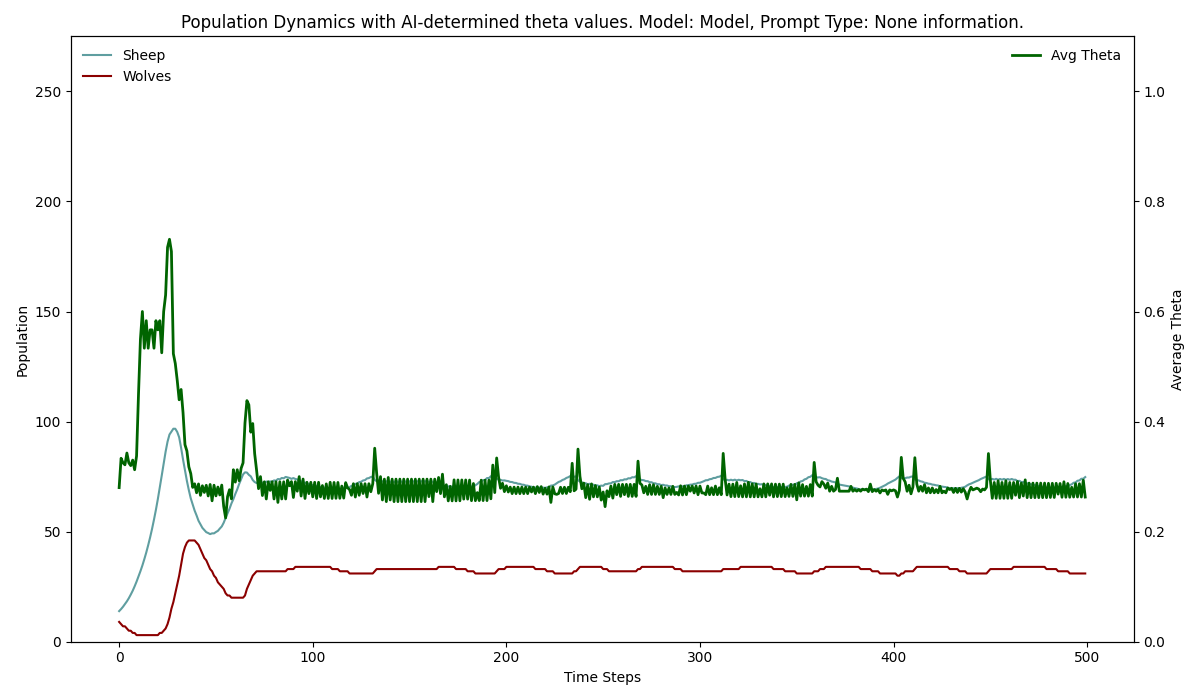 Population Dynamics with AI-determined theta values. Model: Model, Prompt Type: None information.
Sheep
Wolves
Avg Theta
250
200
150
100
50
0
Population
1.0
0.8
0.6
0.4
0.2
0.0
Average Theta
0 100 200 300 400 500
Time Steps